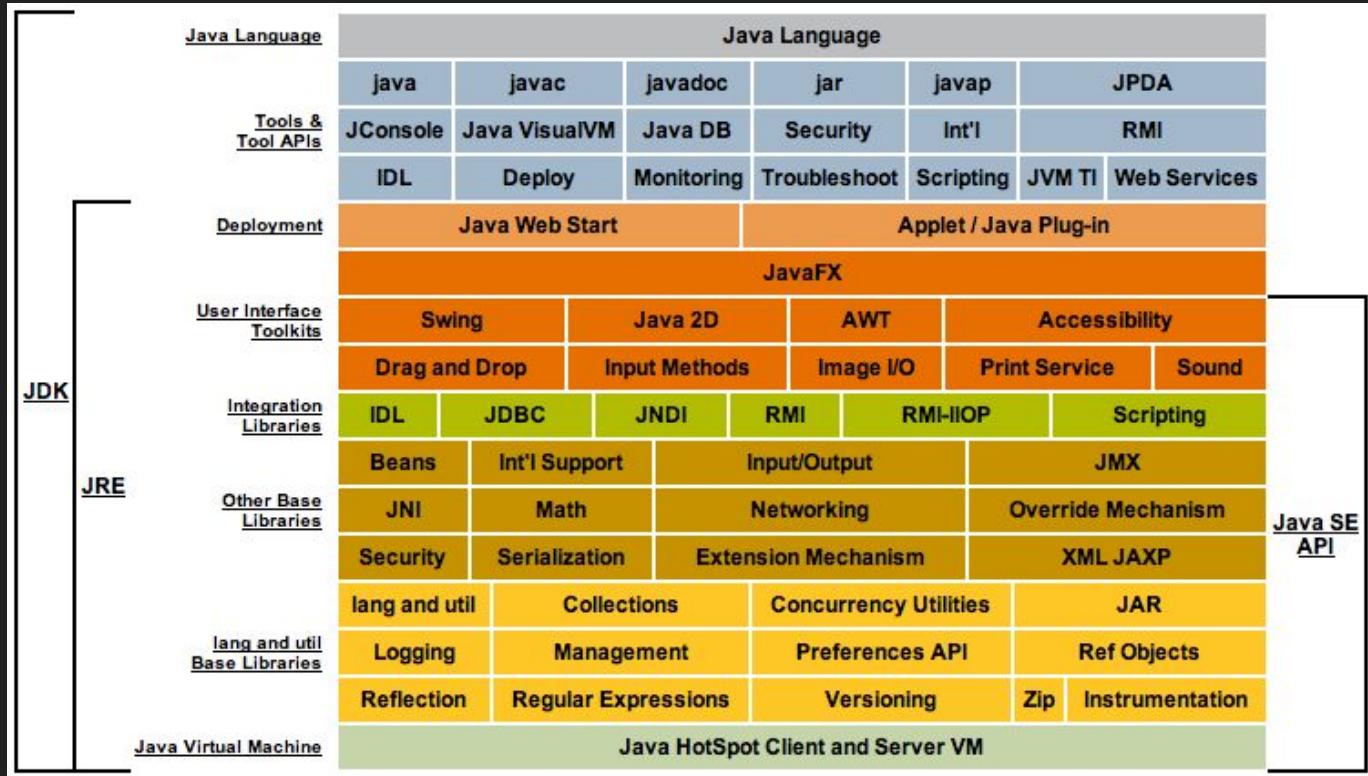 Java Language Java Language
java javac javadoc jar javap JPDA
Tools &
Tool APIs
JConsole Java VisualVM Java DB Security Int'l RMI
IDL Deploy Monitoring Troubleshoot Scripting JVM TI Web Services
Deployment Java Web Start Applet / Java Plug-in
JavaFX
User Interface
Toolkits
Swing Java 2D AWT Accessibility
Drag and Drop Input Methods Image I/O Print Service Sound
JDK
Integration
Libraries
IDL JDBC JNDI RMI RMI-IIOP Scripting
Beans Int'l Support Input/Output JMX
JRE
Other Base
Libraries
JNI Math Networking Override Mechanism
Java SE
API
Security Serialization Extension Mechanism XML JAXP
lang and util Collections Concurrency Utilities JAR
lang and util
Base Libraries
Logging Management Preferences API Ref Objects
Reflection Regular Expressions Versioning Zip Instrumentation
Java Virtual Machine Java HotSpot Client and Server VM